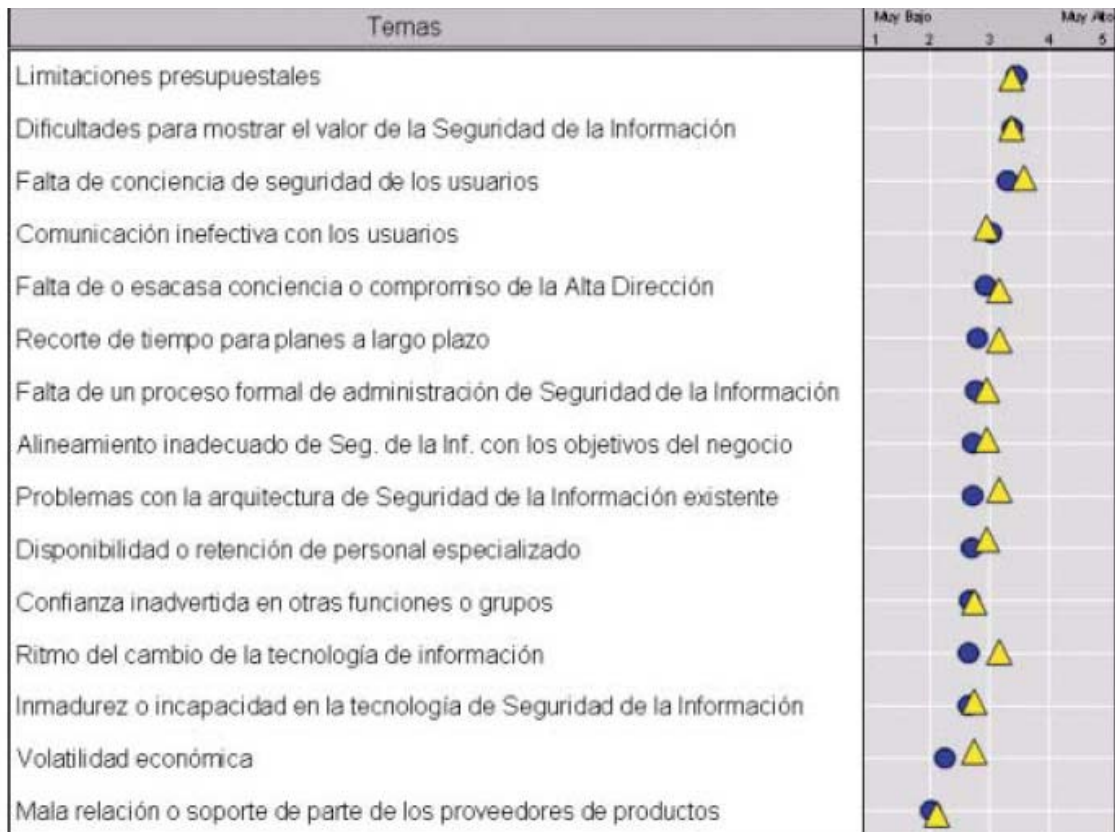 Temas
Muy Bajo Muy Alto
1 2 3 4 5
Limitaciones presupuestales
Dificultades para mostrar el valor de la Seguridad de la Información
Falta de conciencia de seguridad de los usuarios
Comunicación inefectiva con los usuarios
Falta de o esacasa conciencia o compromiso de la Alta Dirección
Recorte de tiempo para planes a largo plazo
Falta de un proceso formal de administración de Seguridad de la Información
Alineamiento inadecuado de Seg. de la Inf. con los objetivos del negocio
Problemas con la arquitectura de Seguridad de la Información existente
Disponibilidad o retención de personal especializado
Confianza inadvertida en otras funciones o grupos
Ritmo del cambio de la tecnología de información
Inmadurez o incapacidad en la tecnología de Seguridad de la Información
Volatilidad económica
Mala relación o soporte de parte de los proveedores de productos